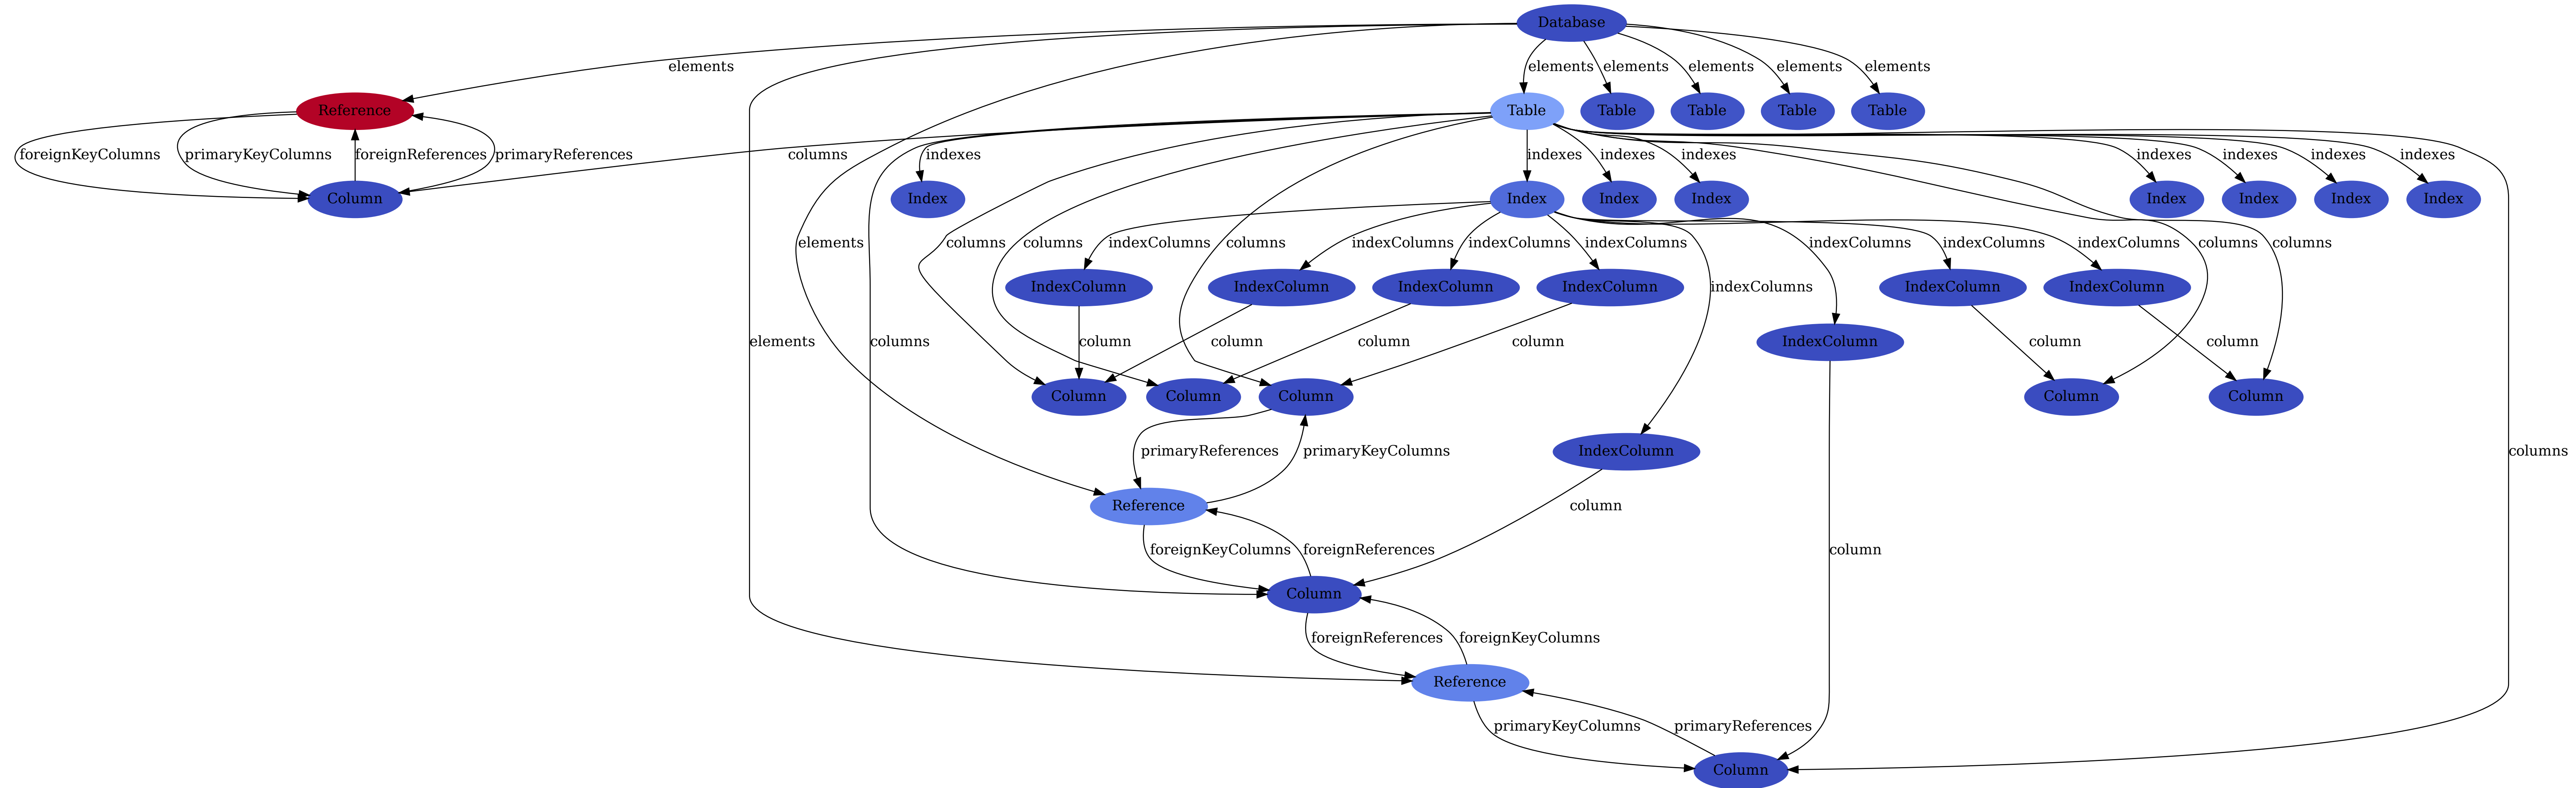 Database
elements
elements
elements
elements
elements
elements
Reference
Table
Table
Table
Table
Table
foreignKeyColumns
primaryKeyColumns
foreignReferences
primaryReferences
columns
indexes
indexes
indexes
indexes
indexes
indexes
indexes
indexes
Column
Index
Index
Index
Index
Index
Index
Index
Index
elements
columns
columns
columns
indexColumns
indexColumns
indexColumns
indexColumns
indexColumns
indexColumns
indexColumns
columns
columns
IndexColumn
IndexColumn
IndexColumn
IndexColumn
indexColumns
IndexColumn
IndexColumn
elements
columns
column
column
column
column
IndexColumn
column
column
Column
Column
Column
Column
Column
primaryReferences
primaryKeyColumns
IndexColumn
columns
Reference
column
foreignKeyColumns
foreignReferences
column
Column
foreignReferences
foreignKeyColumns
Reference
primaryKeyColumns
primaryReferences
Column